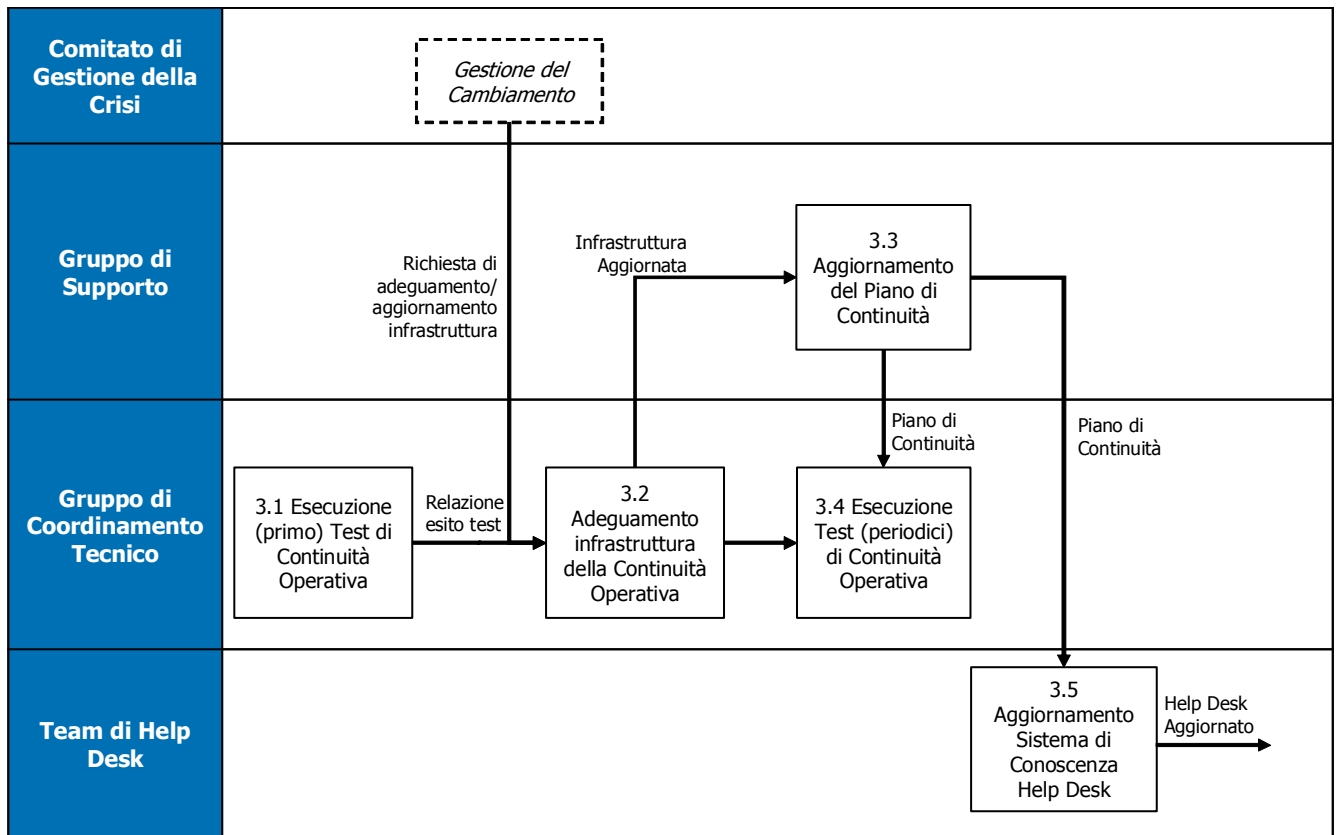 Comitato di
Gestione della
Crisi
Gestione del
Cambiamento
Gruppo di
Supporto
Richiesta di
adeguamento/
aggiornamento
infrastruttura
Infrastruttura
Aggiornata
3.3
Aggiornamento
del Piano di
Continuità
Gruppo di
Coordinamento
Tecnico
3.1 Esecuzione
(primo) Test di
Continuità
Operativa
Relazione
esito test
3.2
Adeguamento
infrastruttura
della Continuità
Operativa
Piano di
Continuità
3.4 Esecuzione
Test (periodici)
di Continuità
Operativa
Piano di
Continuità
Team di Help
Desk
3.5
Aggiornamento
Sistema di
Conoscenza
Help Desk
Help Desk
Aggiornato